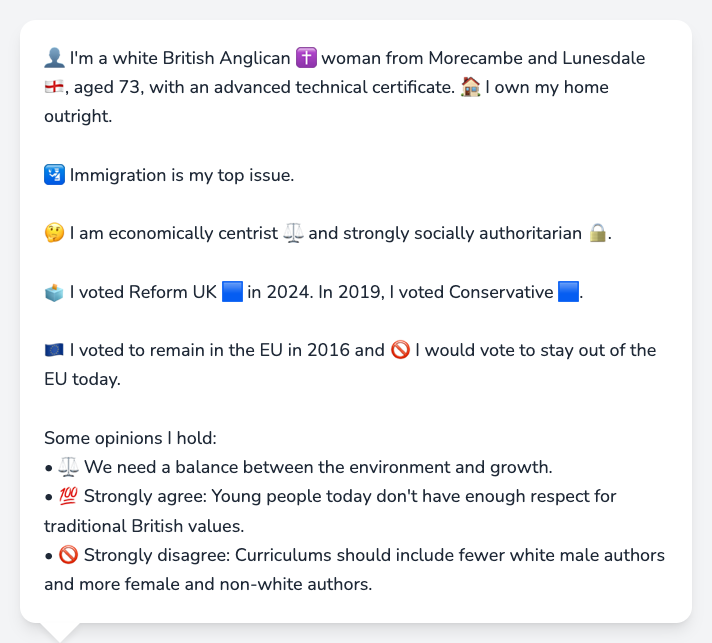 👤 I'm a white British Anglican ✝️ woman from Morecambe and Lunesdale
🏴󠁧󠁢󠁥󠁮󠁧󠁿, aged 73, with an advanced technical certificate. 🏠 I own my home
outright.
🛂 Immigration is my top issue.
🤔 I am economically centrist ⚖️ and strongly socially authoritarian 🔒.
🗳️ I voted Reform UK 🟦 in 2024. In 2019, I voted Conservative 🟦.
🇪🇺 I voted to remain in the EU in 2016 and 🚫 I would vote to stay out of the
EU today.
Some opinions I hold:
• ⚖️ We need a balance between the environment and growth.
• 💯 Strongly agree: Young people today don't have enough respect for
traditional British values.
• 🚫 Strongly disagree: Curriculums should include fewer white male authors
and more female and non-white authors.